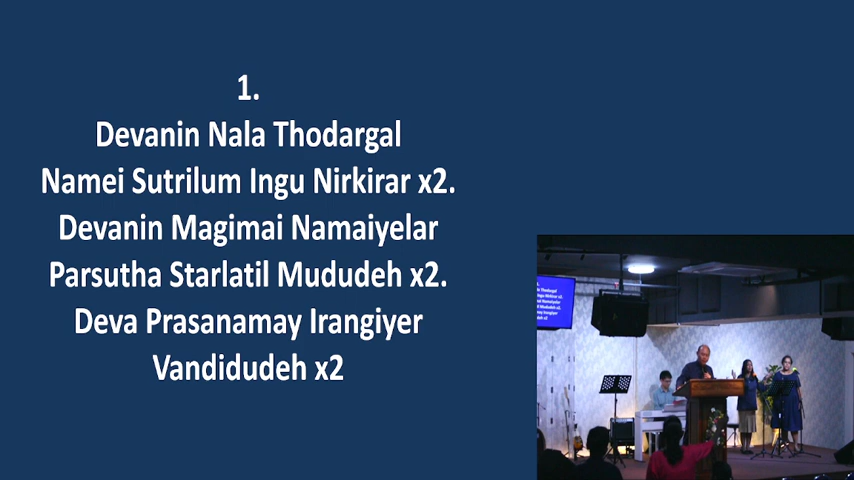 1.
Devanin Nala Thodargal
Namei Sutrilum Ingu Nirkirar x2.
Devanin Magimai Namaiyelar
Parsutha Starlatil Mududeh x2.
Deva Prasanamay Irangiyer
Vandidudeh x2